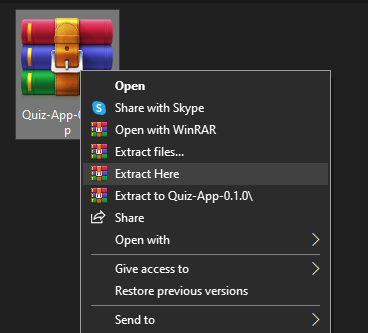 Open
Share with Skype
Open with WinRAR
Extract files...
Extract Here
Extract to Quiz-App-0.1.0\
Share
Open with
Give access to
Restore previous versions
Send to
Quiz-App-0
p